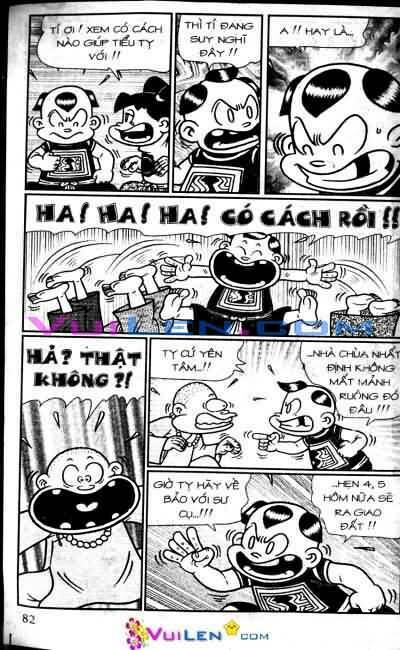 TÍ ƠI ! XEM CÓ CÁCH
NÀO GIÚP TIỂU TỴ
VỚI !!
THÌ TÍ ĐANG
SUY NGHĨ
ĐÂY !!
A !! HAY LÀ...
HA! HA! HA! CÓ CÁCH RỒI !!
VUILEN.COM
HẢ? THẬT
KHÔNG?!
TỴ CỨ YÊN
TÂM...!!
...NHÀ CHÙA NHẤT
ĐỊNH KHÔNG
MẤT MẢNH
RUỘNG ĐÓ
ĐÂU !!!
GIỜ TỴ HÃY VỀ
BẢO VỚI SƯ
CỤ...!!!
...HẸN 4, 5
HÔM NỮA SẼ
RA GIAO
ĐẤT !!
82
VUILEN.COM